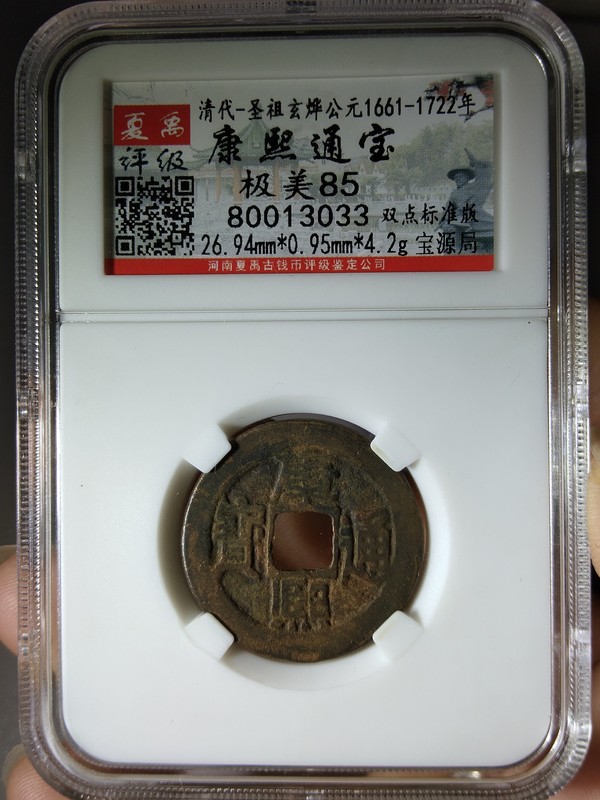 清代-圣祖玄烨公元1661-1722年
夏禹
评级
康熙通宝
极美85
80013033 双点标准版
26.94mm*0.95mm*4.2g 宝源局
河南夏禹古钱币评级鉴定公司
康熙通寶